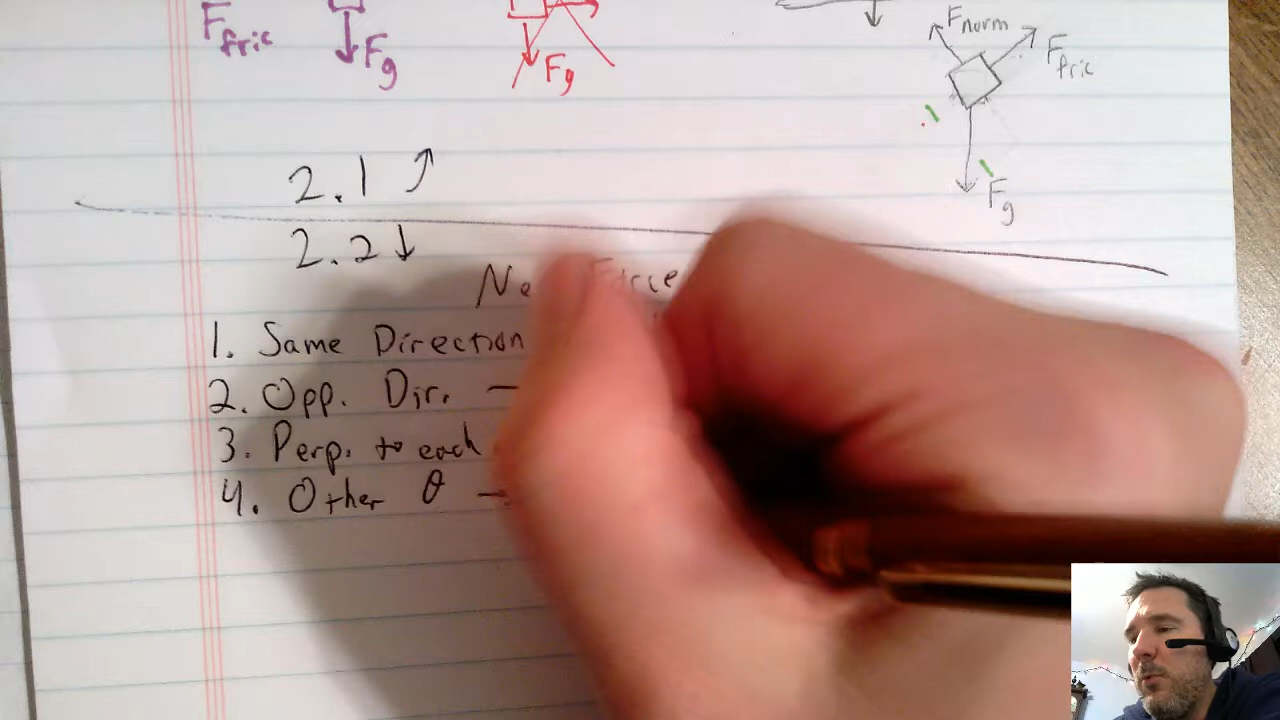 Fnorm
Ffric
Fg
Fg
Ffric
Fg
2.1
2.2
1. Same Direction
2. Opp. Dir. –
3. Perp. to each
4. Other θ →